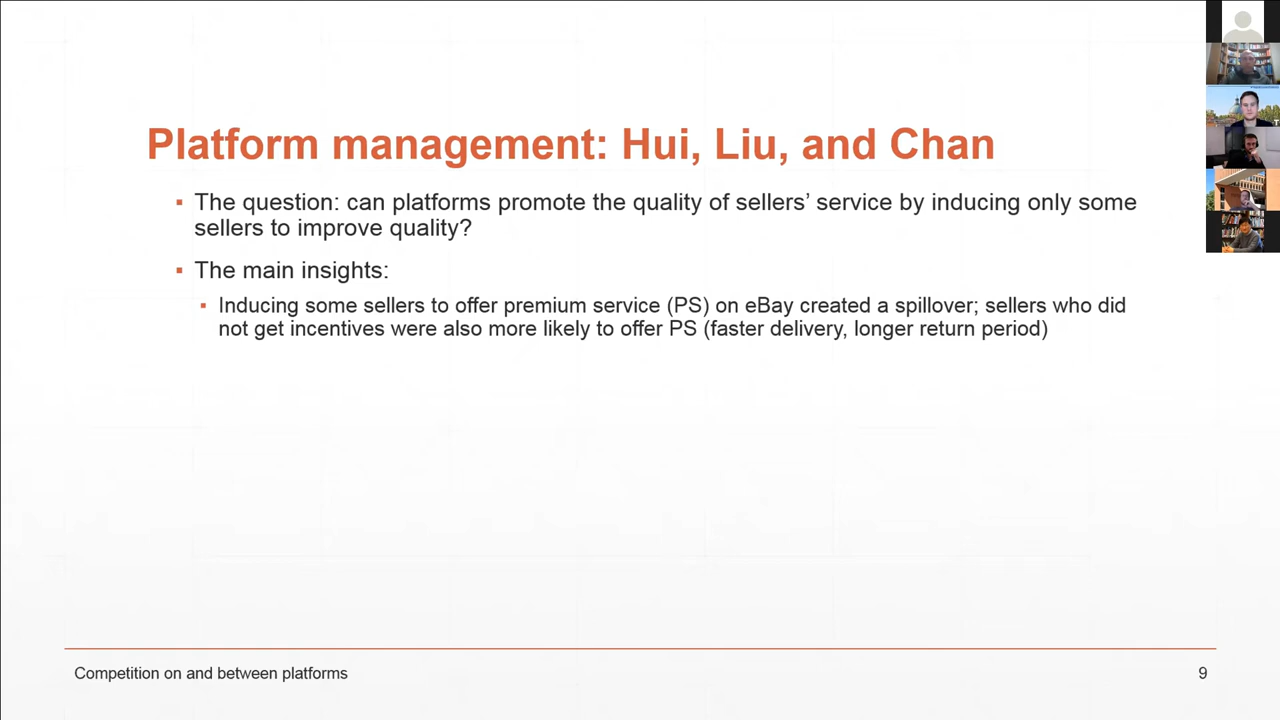 Platform management: Hui, Liu, and Chan
▪ The question: can platforms promote the quality of sellers’ service by inducing only some
sellers to improve quality?
▪ The main insights:
▪ Inducing some sellers to offer premium service (PS) on eBay created a spillover; sellers who did
not get incentives were also more likely to offer PS (faster delivery, longer return period)
Competition on and between platforms
9